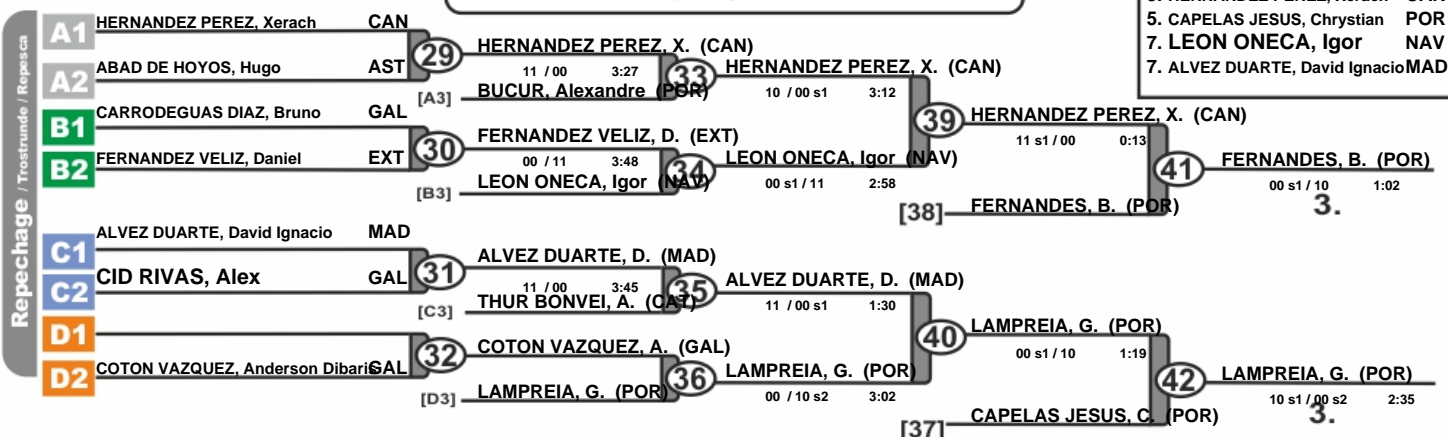 Repechage / Trostrunde / Repesca
A1 HERNANDEZ PEREZ, Xerach CAN
A2 ABAD DE HOYOS, Hugo AST
B1 CARRODEGUAS DIAZ, Bruno GAL
B2 FERNANDEZ VELIZ, Daniel EXT
C1 ALVEZ DUARTE, David Ignacio MAD
C2 CID RIVAS, Alex GAL
D1
D2 COTON VAZQUEZ, Anderson Dibaris GAL
29
HERNANDEZ PEREZ, X. (CAN)
11 / 00 3:27
[A3] BUCUR, Alexandre (POR)
30
FERNANDEZ VELIZ, D. (EXT)
00 / 11 3:48
[B3] LEON ONECA, Igor (NAV)
31
ALVEZ DUARTE, D. (MAD)
11 / 00 3:45
[C3] THUR BONVEI, A. (CAT)
32
COTON VAZQUEZ, A. (GAL)
[D3] LAMPREIA, G. (POR)
33
HERNANDEZ PEREZ, X. (CAN)
10 / 00 s1 3:12
34
LEON ONECA, Igor (NAV)
00 s1 / 11 2:58
35
ALVEZ DUARTE, D. (MAD)
11 / 00 s1 1:30
36
LAMPREIA, G. (POR)
00 / 10 s2 3:02
39
HERNANDEZ PEREZ, X. (CAN)
11 s1 / 00 0:13
[38] FERNANDES, B. (POR)
40
LAMPREIA, G. (POR)
00 s1 / 10 1:19
[37] CAPELAS JESUS, C. (POR)
41
FERNANDES, B. (POR)
00 s1 / 10 1:02
3.
42
LAMPREIA, G. (POR)
10 s1 / 00 s2 2:35
3.
5. CAPELAS JESUS, Chrystian POR
7. LEON ONECA, Igor NAV
7. ALVEZ DUARTE, David Ignacio MAD